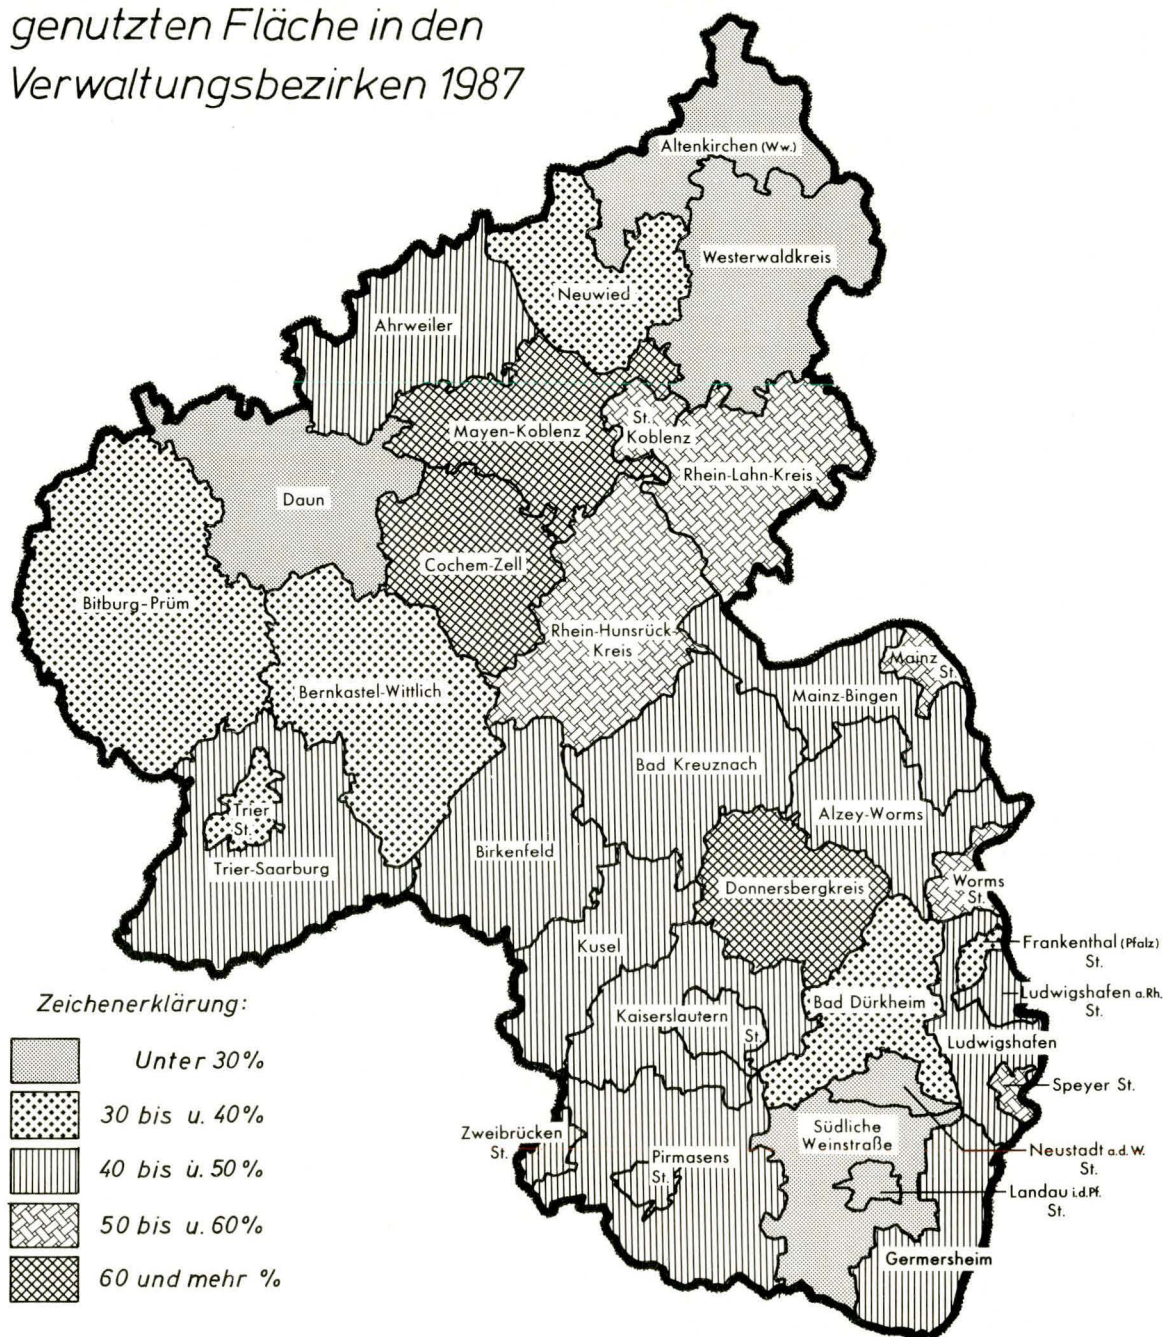 genutzten Fläche in den
Verwaltungsbezirken 1987
Altenkirchen (Ww.)
Westerwaldkreis
Neuwied
Ahrweiler
St.
Koblenz
Mayen-Koblenz
Rhein-Lahn-Kreis
Daun
Cochem-Zell
Bitburg-Prüm
Rhein-Hunsrück-
Kreis
Mainz
St.
Bernkastel-Wittlich
Mainz-Bingen
Bad Kreuznach
Trier
St.
Alzey-Worms
Birkenfeld
Trier-Saarburg
Donnersbergkreis
Worms
St.
Kusel
Frankenthal (Pfalz)
St.
Bad Dürkheim
Ludwigshafen a.Rh.
St.
Kaiserslautern
St.
Ludwigshafen
Speyer St.
Zweibrücken
St.
Südliche
Weinstraße
Pirmasens
St.
Neustadt a.d.W.
St.
Landau i.d.Pf.
St.
Germersheim
Zeichenerklärung:
Unter 30%
30 bis u. 40%
40 bis u. 50%
50 bis u. 60%
60 und mehr %